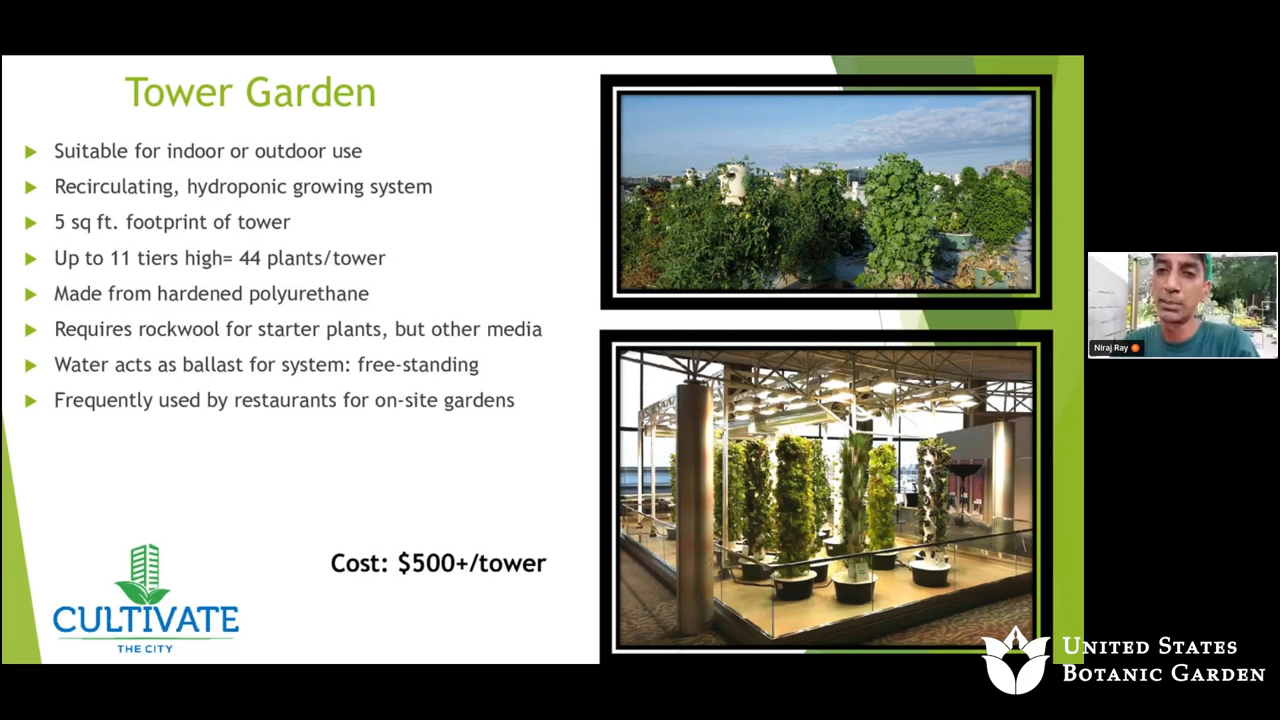 Tower Garden
Suitable for indoor or outdoor use
Recirculating, hydroponic growing system
5 sq ft. footprint of tower
Up to 11 tiers high= 44 plants/tower
Made from hardened polyurethane
Requires rockwool for starter plants, but other media
Water acts as ballast for system: free-standing
Frequently used by restaurants for on-site gardens
Cost: $500+/tower
CULTIVATE
THE CITY
Niraj Ray
UNITED STATES
BOTANIC GARDEN